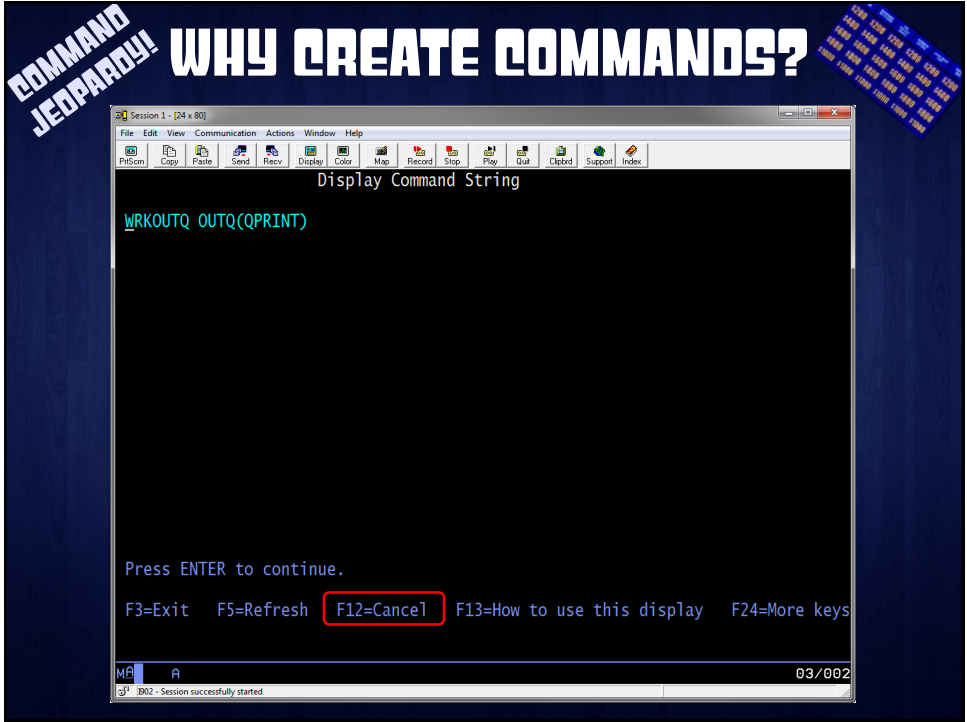 COMMAND
JEOPARDY!
WHY CREATE COMMANDS?
Session 1 - [24 x 80]
File Edit View Communication Actions Window Help
PrtScrn Copy Paste Send Recv Display Color Map Record Stop Play Quit Clipbrd Support Index
Display Command String
WRKOUTQ OUTQ(QPRINT)
Press ENTER to continue.
F3=Exit F5=Refresh F12=Cancel F13=How to use this display F24=More keys
MA A 03/002
I902 - Session successfully started